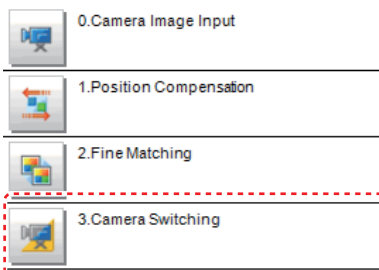 0.Camera Image Input
1.Position Compensation
2.Fine Matching
3.Camera Switching